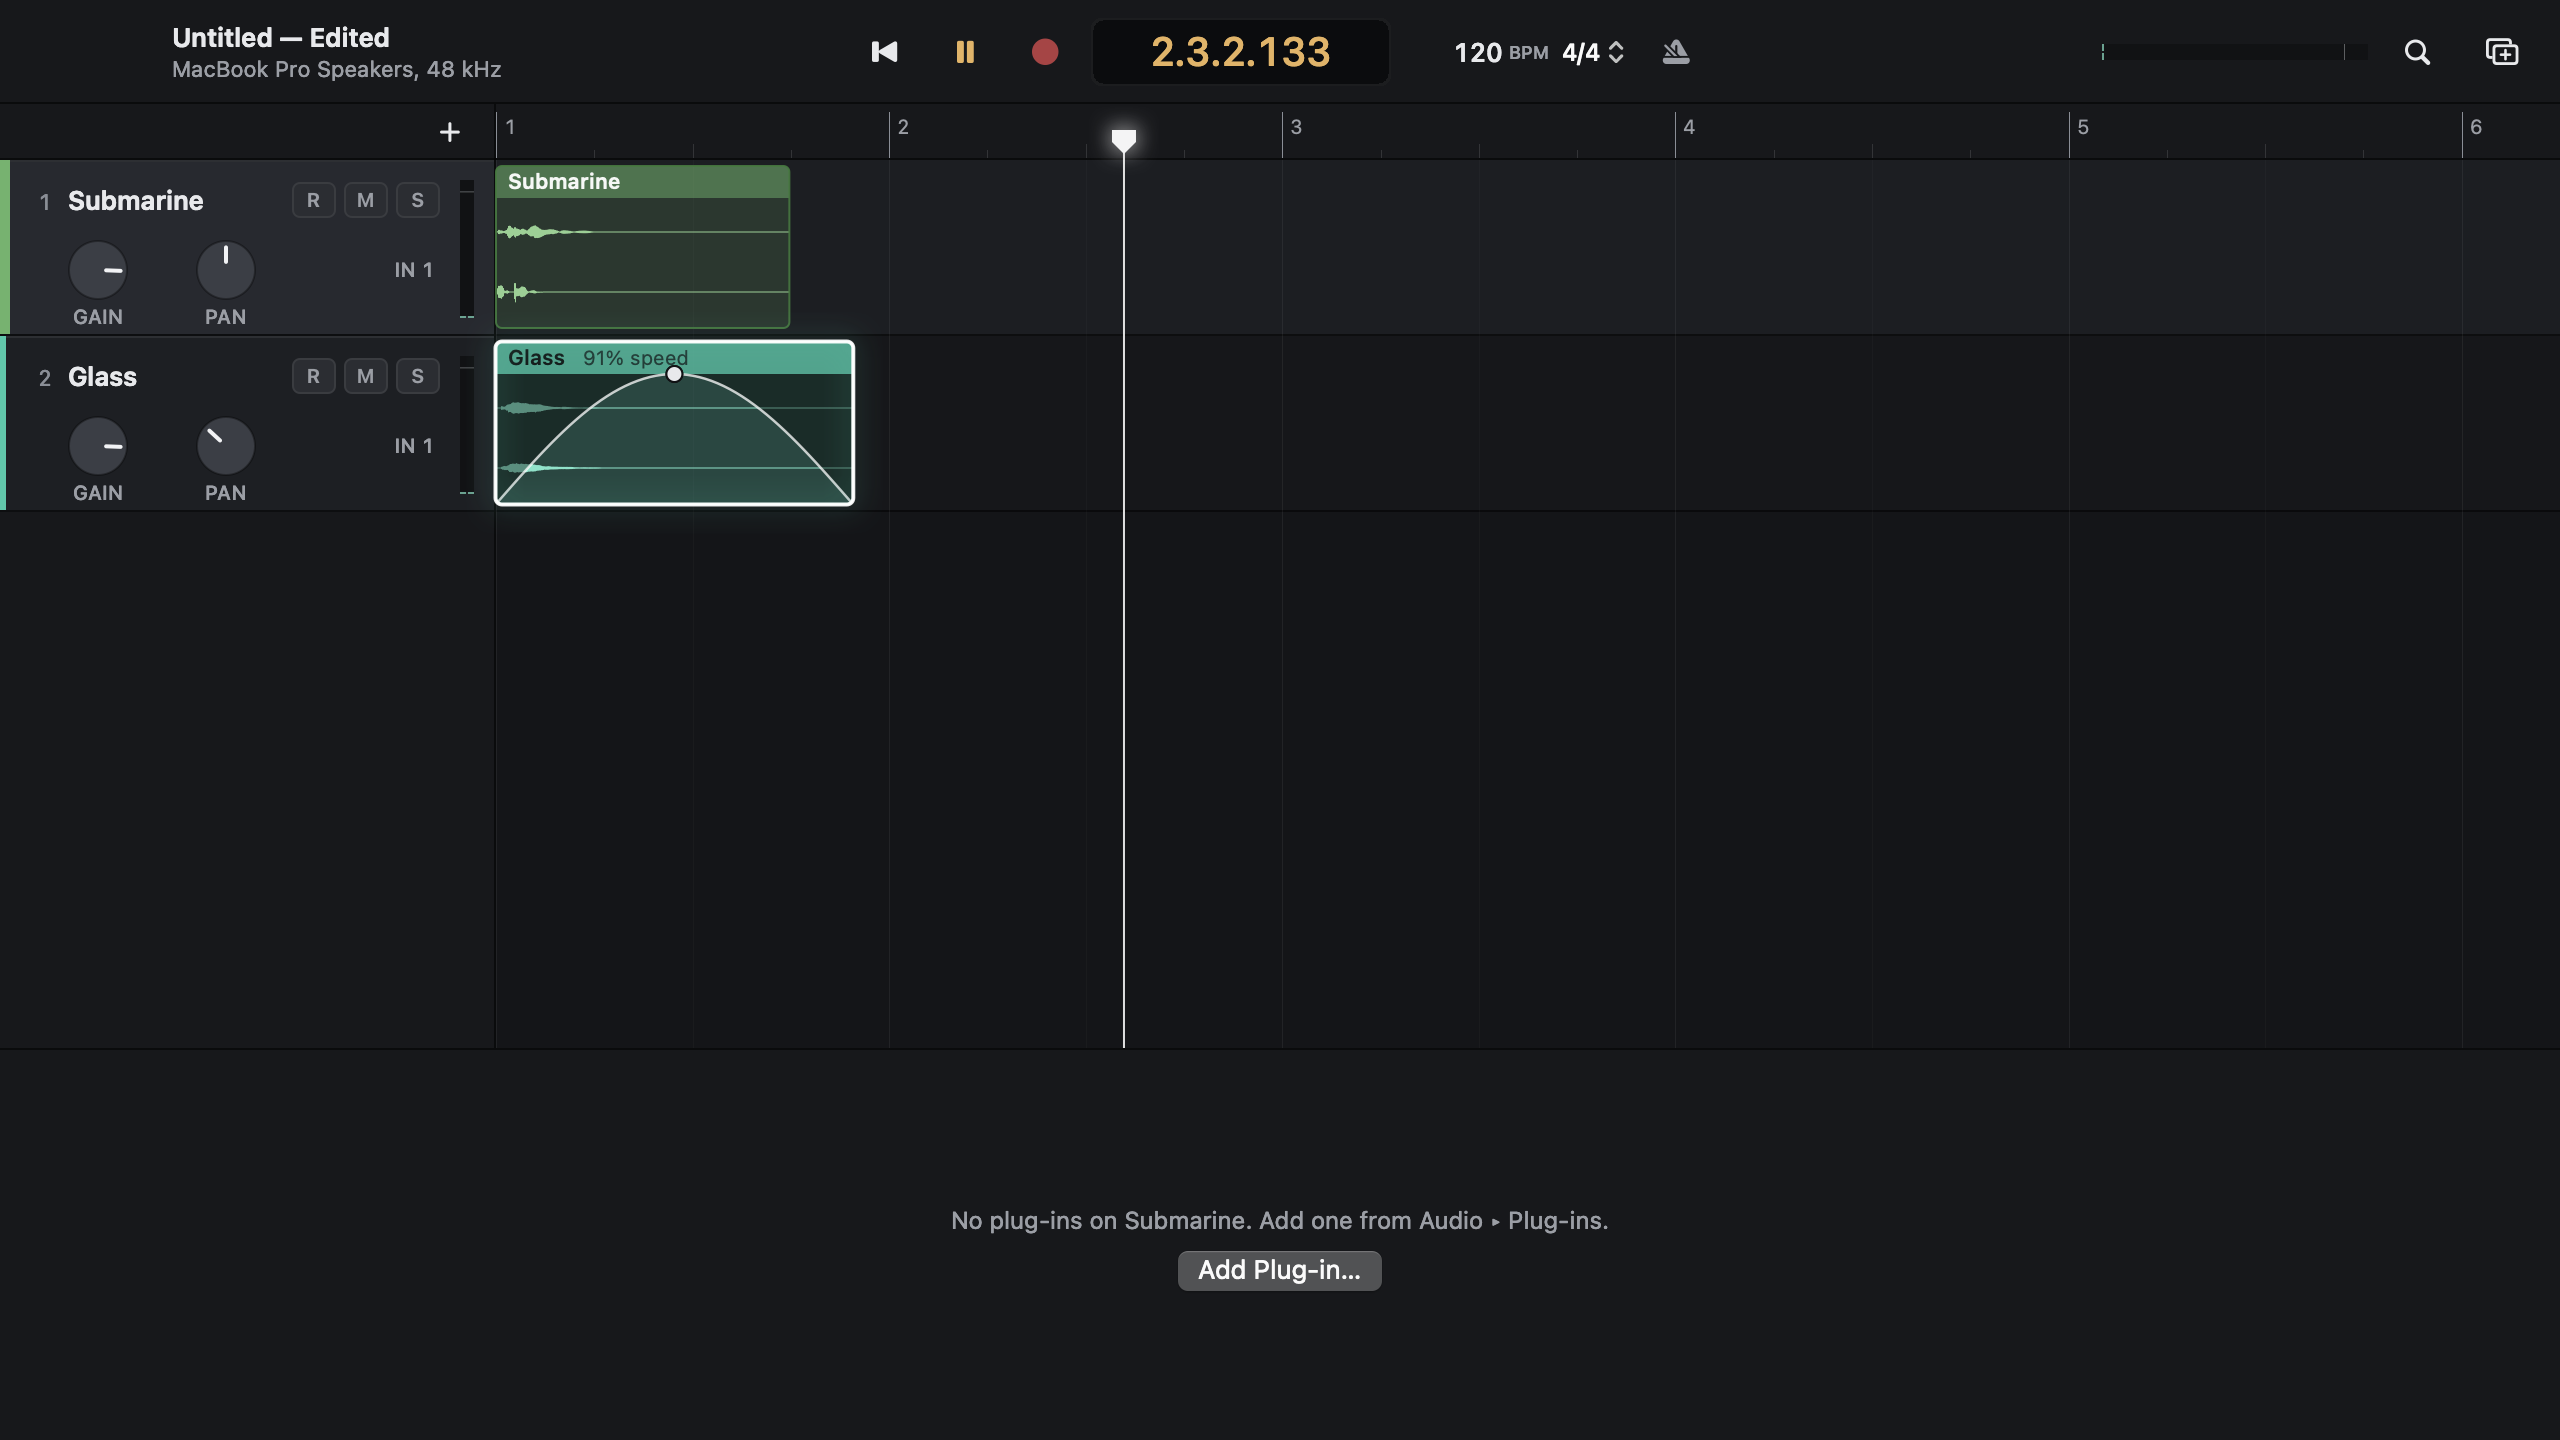 Untitled — Edited
MacBook Pro Speakers, 48 kHz
2.3.2.133
120 BPM 4/4
1 2 3 4 5 6
1 Submarine R M S
GAIN PAN IN 1
Submarine
2 Glass R M S
GAIN PAN IN 1
Glass 91% speed
No plug-ins on Submarine. Add one from Audio ▸ Plug-ins.
Add Plug-in...